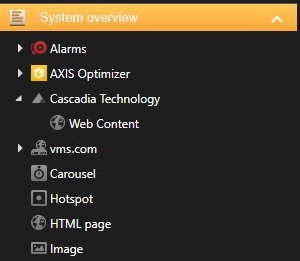 System overview
Alarms
AXIS Optimizer
Cascadia Technology
Web Content
vms.com
Carousel
Hotspot
HTML page
Image